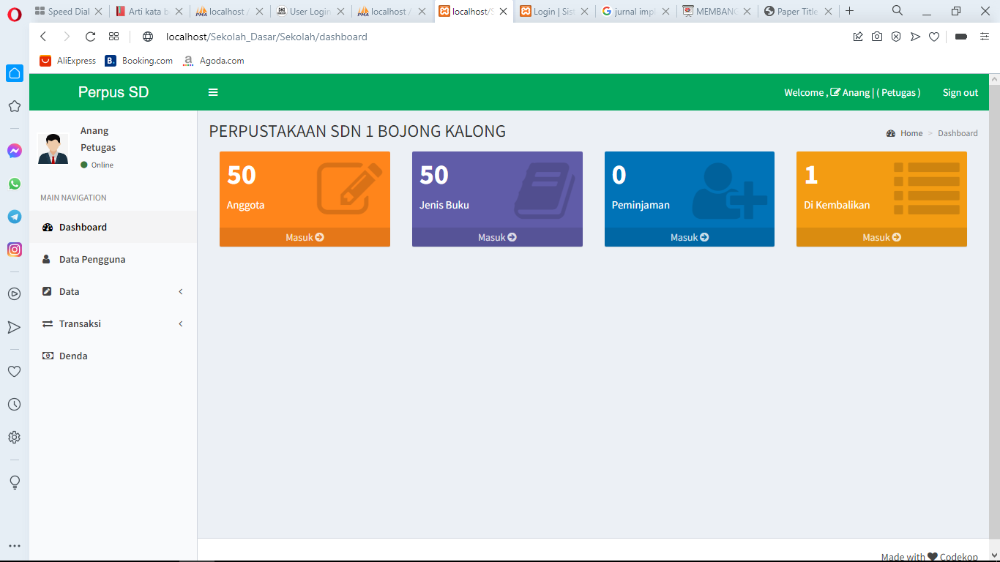 Speed Dial
Arti kata b
localhost /
User Login
localhost /
localhost/S
Login | Sist
jurnal impl
MEMBANG
Paper Title
localhost/Sekolah_Dasar/Sekolah/dashboard
AliExpress
B. Booking.com
a Agoda.com
Perpus SD
Welcome , Anang | ( Petugas )
Sign out
Anang
Petugas
Online
MAIN NAVIGATION
Dashboard
Data Pengguna
Data
Transaksi
Denda
PERPUSTAKAAN SDN 1 BOJONG KALONG
Home > Dashboard
50
Anggota
Masuk
50
Jenis Buku
Masuk
0
Peminjaman
Masuk
1
Di Kembalikan
Masuk
Made with Codekop